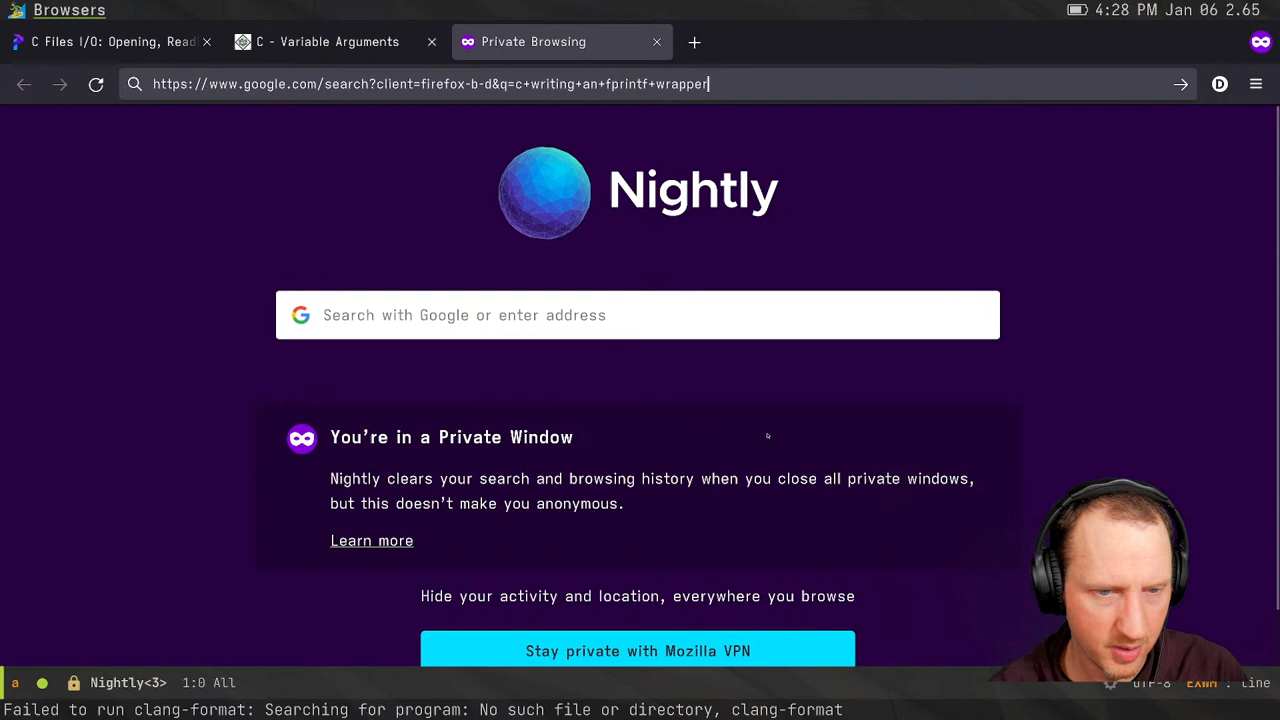 Browsers
4:28 PM Jan 06 2.65
C Files I/O: Opening, Read
C - Variable Arguments
Private Browsing
https://www.google.com/search?client=firefox-b-d&q=c+writing+an+fprintf+wrapper
D
Nightly
Search with Google or enter address
You're in a Private Window
Nightly clears your search and browsing history when you close all private windows,
but this doesn't make you anonymous.
Learn more
Hide your activity and location, everywhere you browse
Stay private with Mozilla VPN
a
Nightly<3>
1:0 All
UTF-8
EXWM : line
Failed to run clang-format: Searching for program: No such file or directory, clang-format